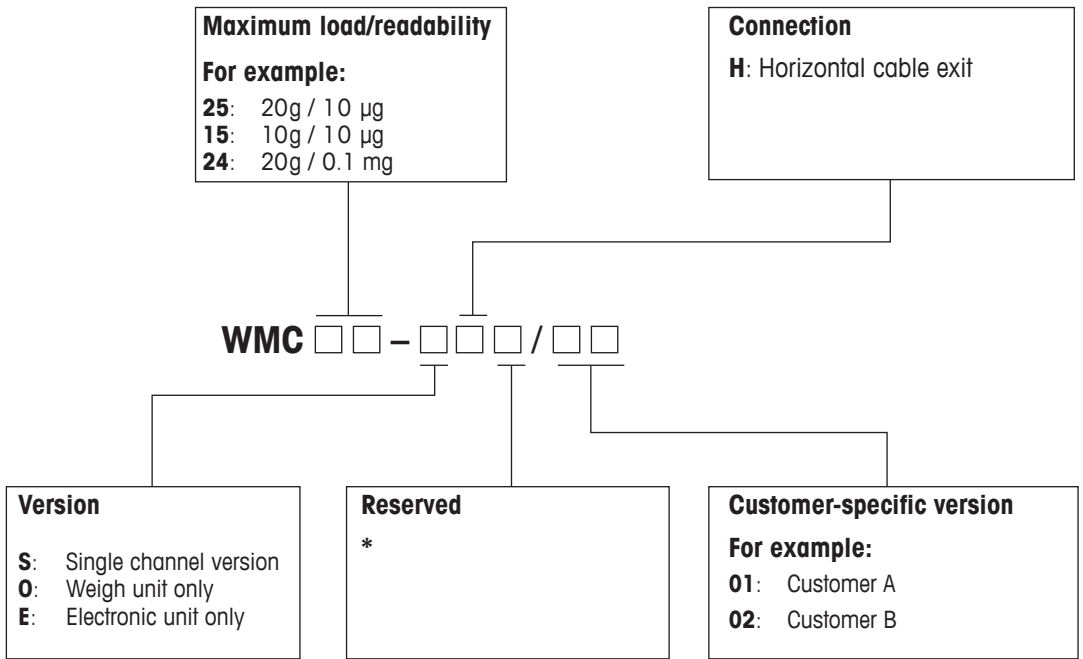 Maximum load/readability
For example:
25: 20g / 10 µg
15: 10g / 10 µg
24: 20g / 0.1 mg
Connection
H: Horizontal cable exit
WMC □□ – □□□ / □□
Version
S: Single channel version
O: Weigh unit only
E: Electronic unit only
Reserved
*
Customer-specific version
For example:
01: Customer A
02: Customer B